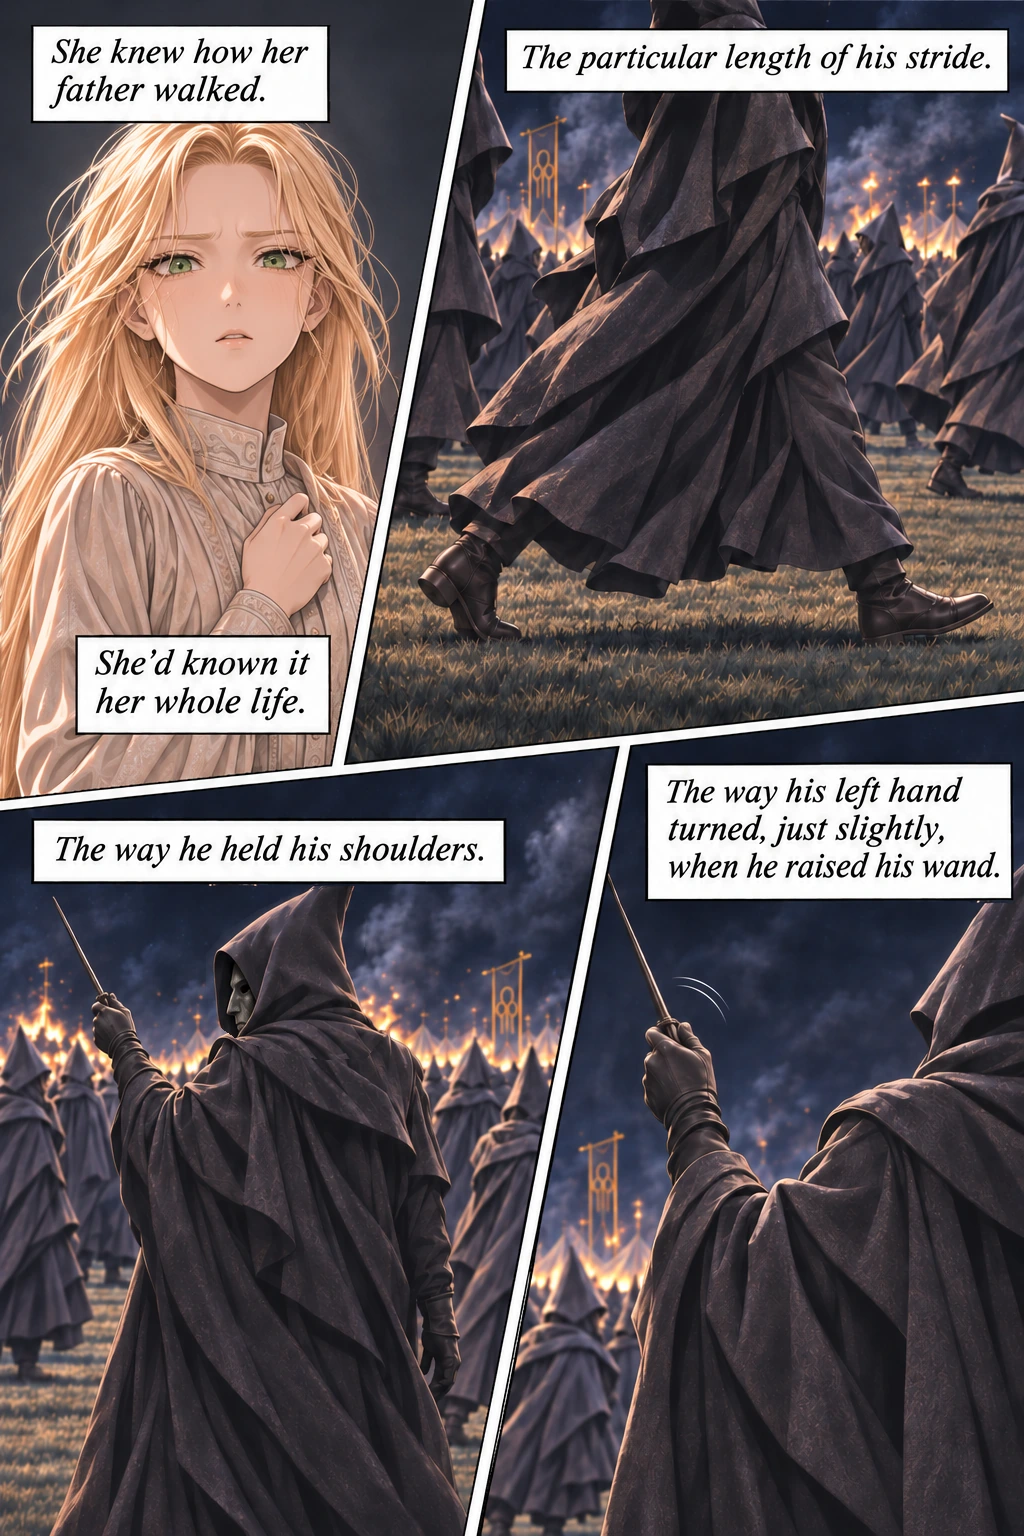 She knew how her
father walked.
The particular length of his stride.
She’d known it
her whole life.
The way he held his shoulders.
The way his left hand
turned, just slightly,
when he raised his wand.